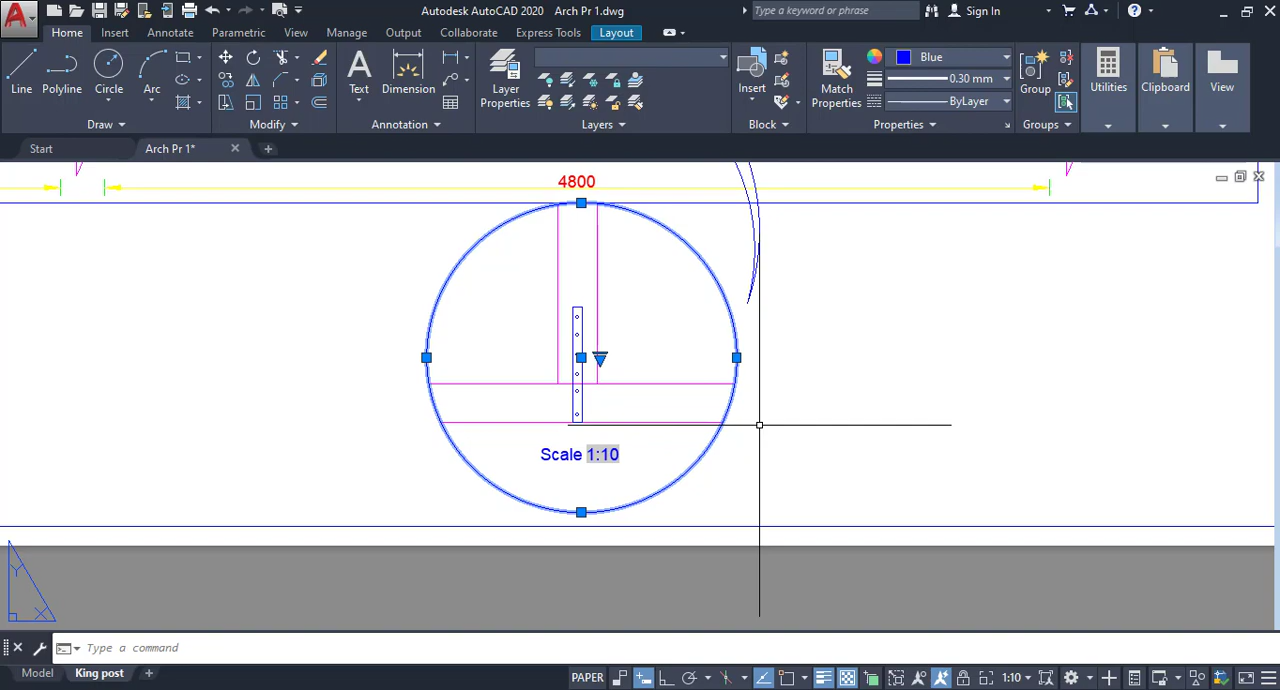 Autodesk AutoCAD 2020 Arch Pr 1.dwg
Type a keyword or phrase
Sign In
Home Insert Annotate Parametric View Manage Output Collaborate Express Tools Layout
Line Polyline Circle Arc
Text Dimension
Layer Properties
Insert
Match Properties
Blue
0.30 mm
ByLayer
Group
Utilities
Clipboard
View
Draw Modify Annotation Layers Block Properties Groups
Start Arch Pr 1*
4800
Scale 1:10
Y
X
Type a command
Model King post
PAPER
1:10